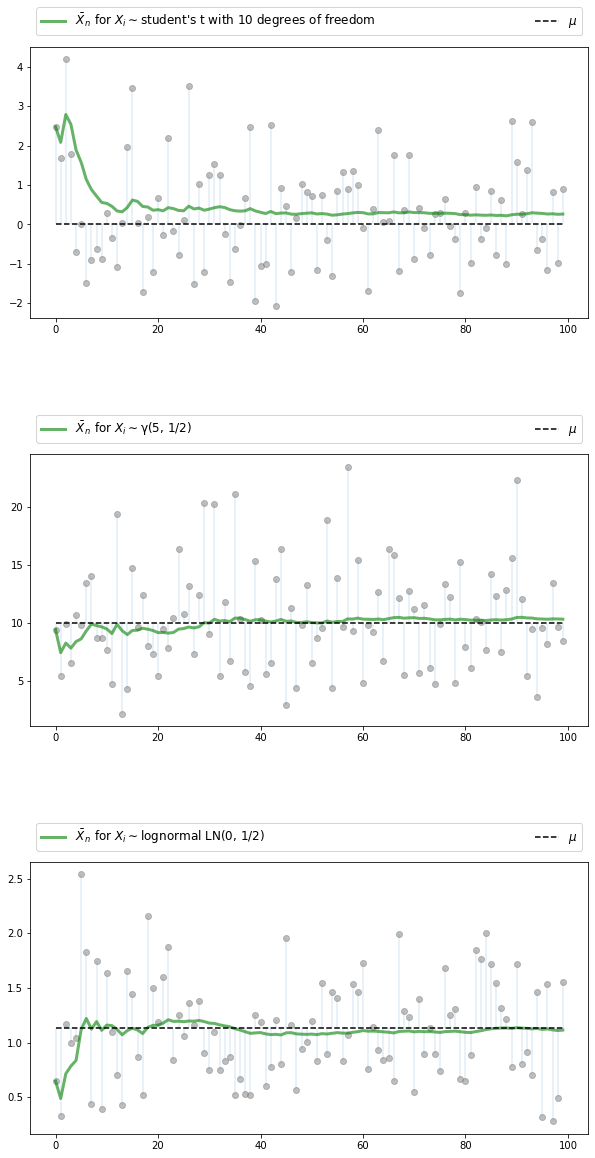 X̄ₙ for Xᵢ ∼ student's t with 10 degrees of freedom μ
4
3
2
1
0
−1
−2
0 20 40 60 80 100
X̄ₙ for Xᵢ ∼ γ(5, 1/2) μ
20
15
10
5
0 20 40 60 80 100
X̄ₙ for Xᵢ ∼ lognormal LN(0, 1/2) μ
2.5
2.0
1.5
1.0
0.5
0 20 40 60 80 100